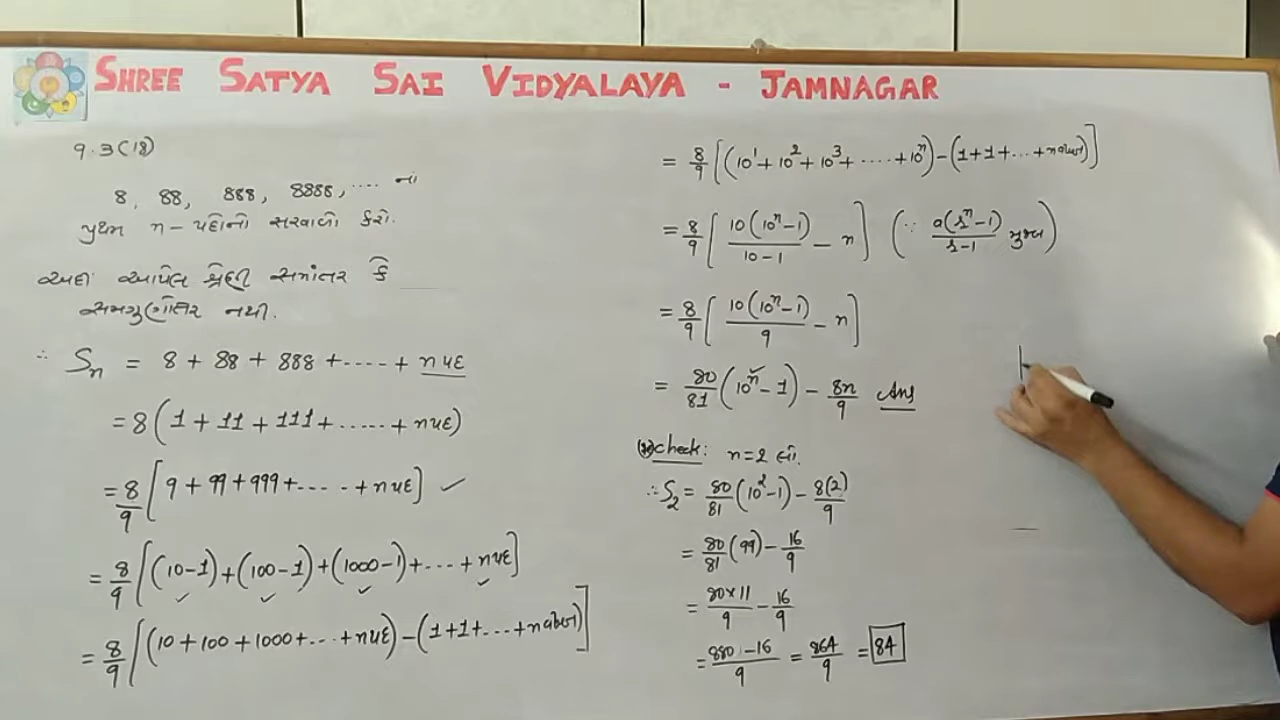 SHREE SATYA SAI VIDYALAYA - JAMNAGAR
9.3(18)
8, 88, 888, 8888, .... ના
પ્રથમ n - પદોનો સરવાળો કરો.
અહીં આપેલ શ્રેણી સમાંતર કે
સમગુણોત્તર નથી.
∴ Sn = 8 + 88 + 888 + .... + n પદ
= 8(1 + 11 + 111 + ..... + n પદ)
= 8/9 [9 + 99 + 999 + .... + n પદ] ✓
= 8/9 [(10-1) + (100-1) + (1000-1) + ... + n પદ]
= 8/9 [(10 + 100 + 1000 + ... + n પદ) - (1+1+ ... + n વખત)]
= 8/9 [(10¹ + 10² + 10³ + ..... + 10ⁿ) - (1+1+ ... + n વખત)]
= 8/9 [10(10ⁿ-1)/10-1 - n] (∵ a(rⁿ-1)/r-1 મુજબ)
= 8/9 [10(10ⁿ-1)/9 - n]
= 80/81 (10ⁿ - 1) - 8n/9 Ans
check: n=2 લો.
∴ S₂ = 80/81 (10²-1) - 8(2)/9
= 80/81 (99) - 16/9
= 80×11/9 - 16/9
= 880-16/9 = 864/9 = 84